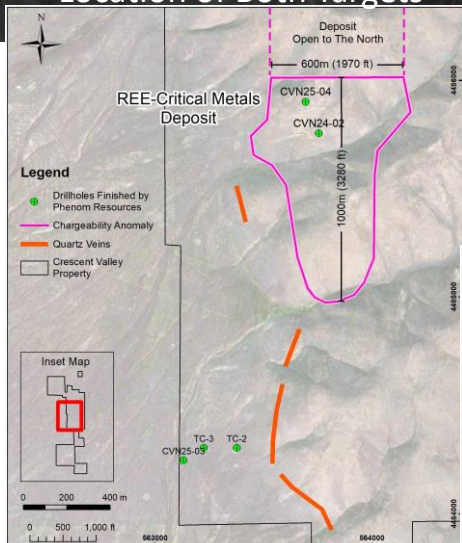 Location of Both Targets
N
Deposit
Open to The North
600m (1970 ft)
CVN25-04
REE-Critical Metals
Deposit
CVN24-02
1000m (3280 ft)
4486000
Legend
Drillholes Finished by
Phenom Resources
Chargeability Anomaly
Quartz Veins
Crescent Valley
Property
4485000
Inset Map
TC-3
TC-2
CVN25-03
0 200 400 m
0 500 1,000 ft
563000
564000
4484000